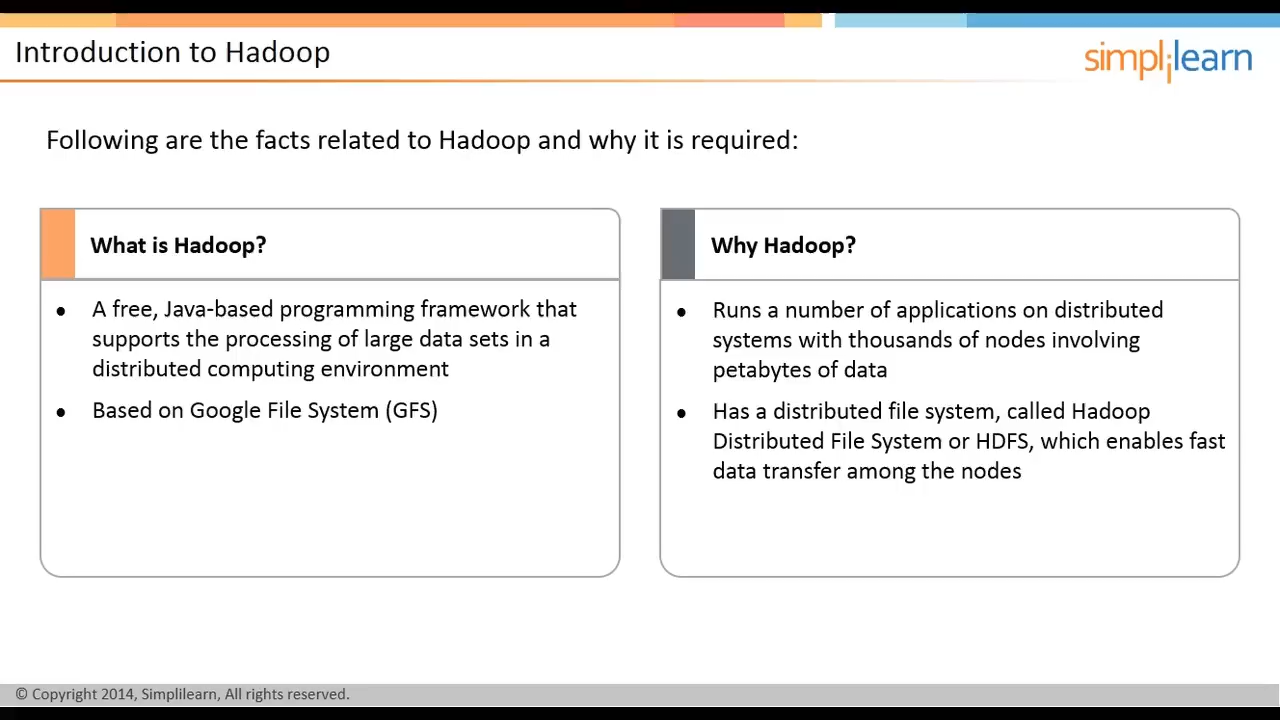 Introduction to Hadoop
simplilearn
Following are the facts related to Hadoop and why it is required:
What is Hadoop?
● A free, Java-based programming framework that
supports the processing of large data sets in a
distributed computing environment
● Based on Google File System (GFS)
Why Hadoop?
● Runs a number of applications on distributed
systems with thousands of nodes involving
petabytes of data
● Has a distributed file system, called Hadoop
Distributed File System or HDFS, which enables fast
data transfer among the nodes
© Copyright 2014, Simplilearn, All rights reserved.